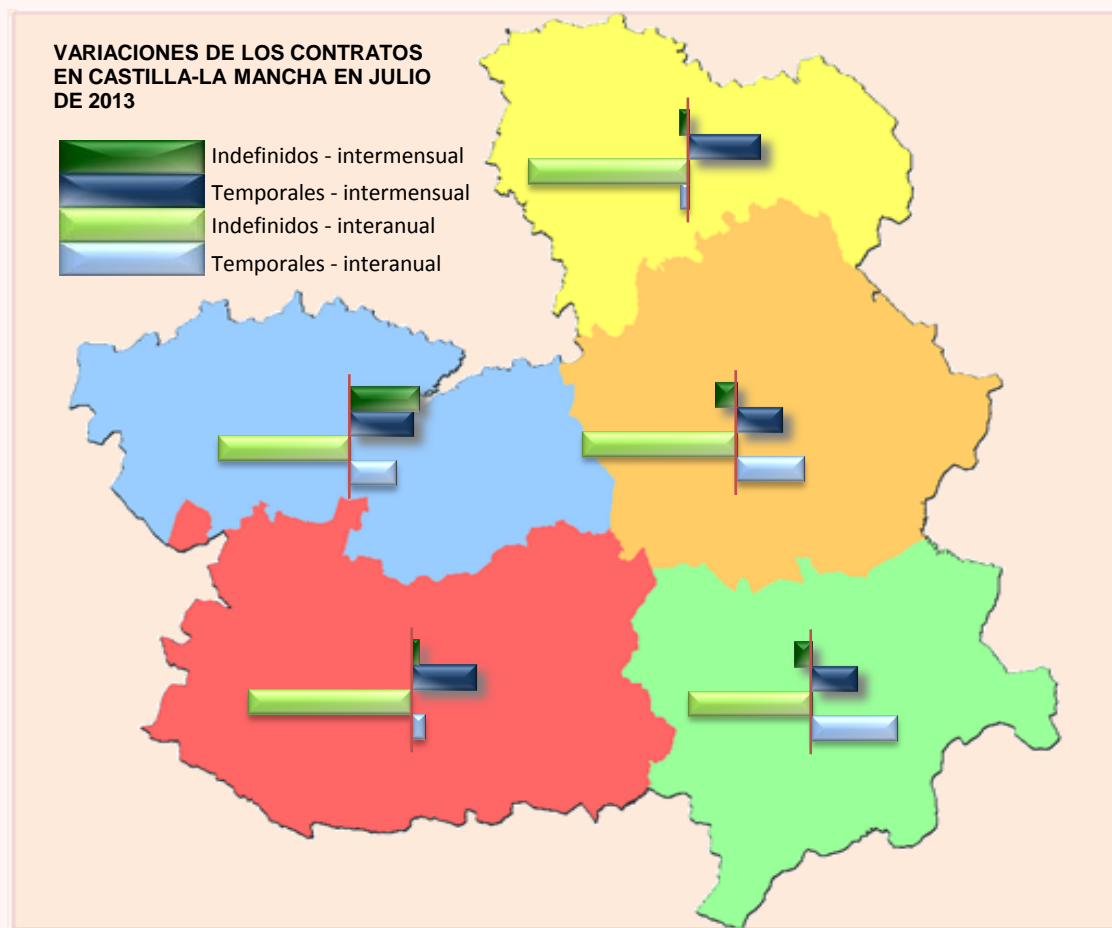 VARIACIONES DE LOS CONTRATOS
EN CASTILLA-LA MANCHA EN JULIO
DE 2013
Indefinidos - intermensual
Temporales - intermensual
Indefinidos - interanual
Temporales - interanual